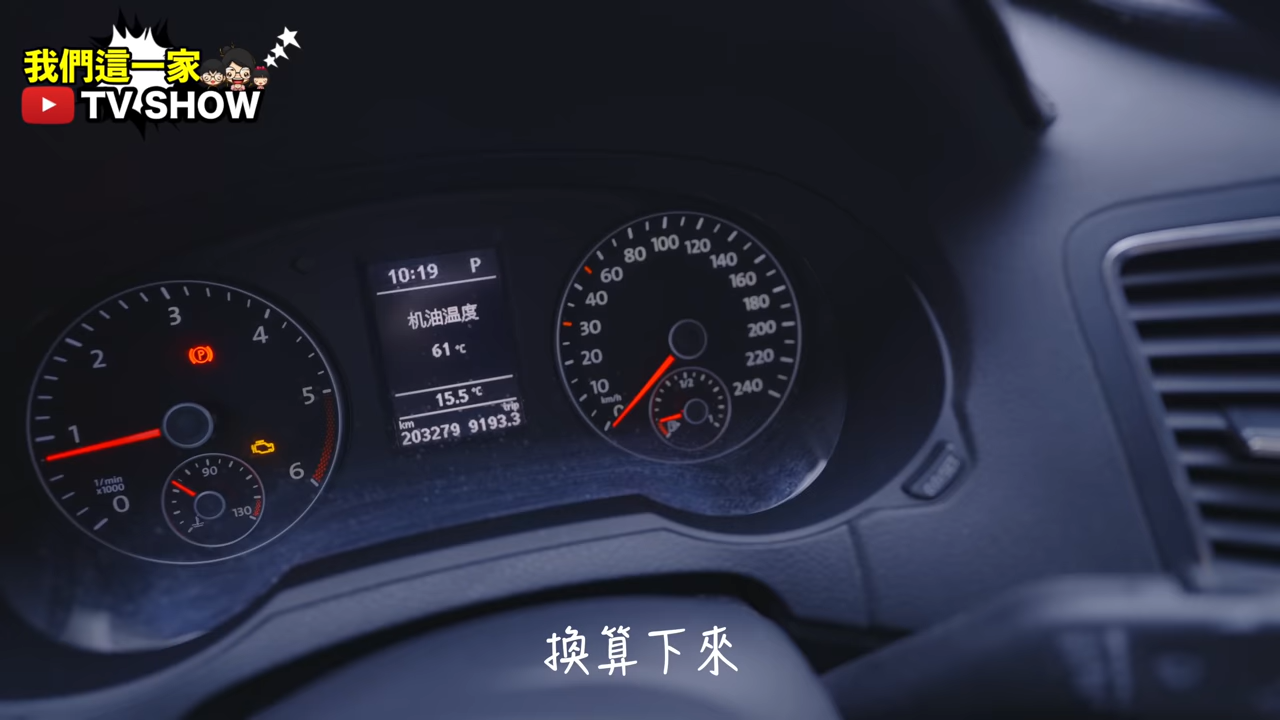 我們這一家
TV SHOW
10:19 P
机油温度
61 °C
15.5 °C
km trip
203279 9193.3
0 1 2 3 4 5 6
1/min
x1000
90
130
0 10 20 30 40 60 80 100 120 140 160 180 200 220 240
km/h
1/2
1
換算下來